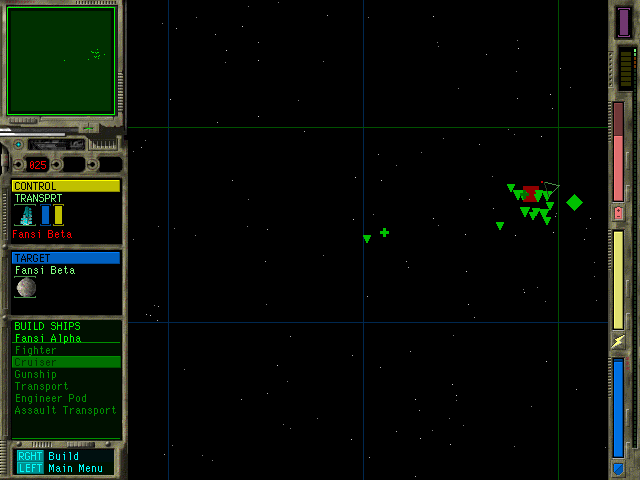 025
CONTROL
TRANSPRT
Fansi Beta
TARGET
Fansi Beta
BUILD SHIPS
Fansi Alpha
Fighter
Cruiser
Gunship
Transport
Engineer Pod
Assault Transport
RGHT Build
LEFT Main Menu